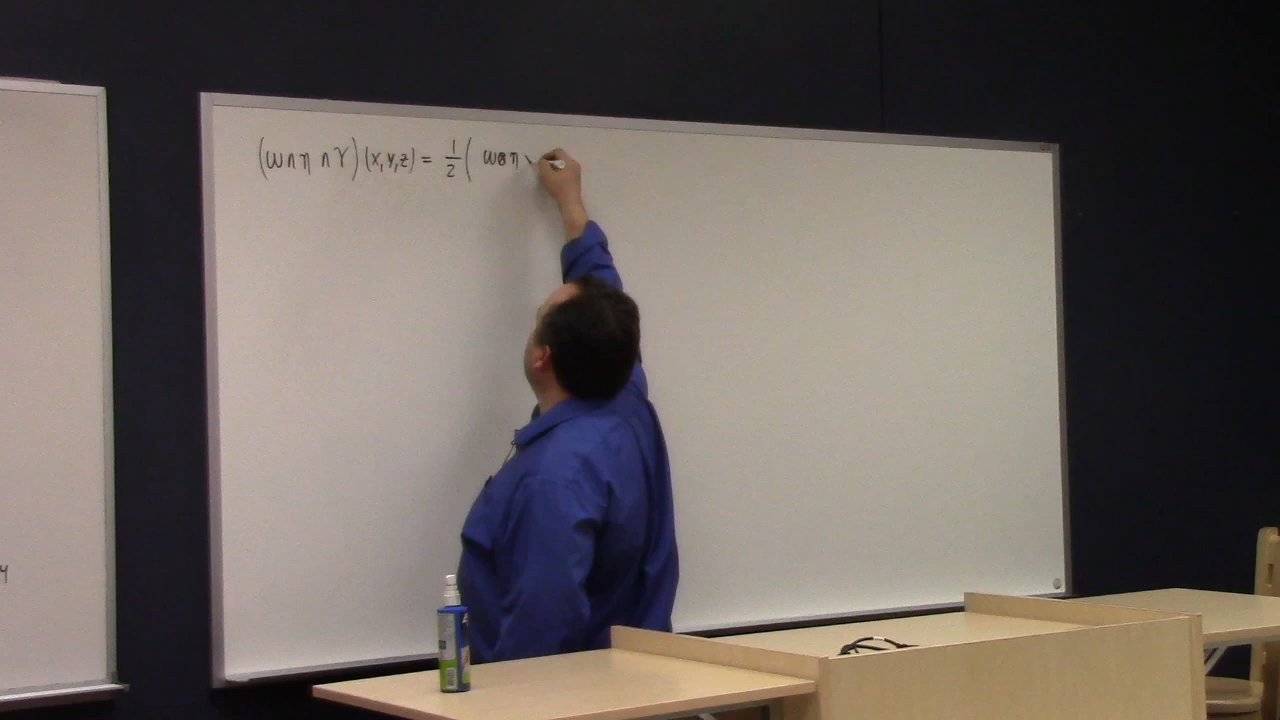 (ω∧η ∧ γ)(x,y,z) = 1/2 ( ω⊗η